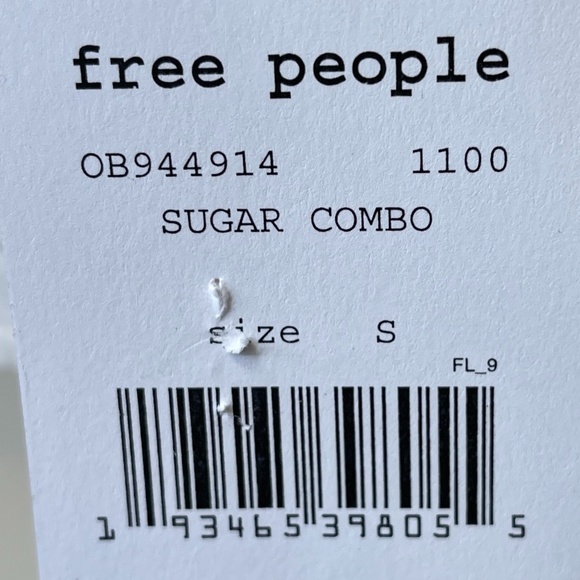 free people
OB944914 1100
SUGAR COMBO
size S
FL_9
1 93465 39805 5